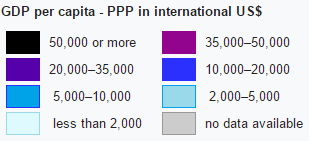 GDP per capita - PPP in international US$
50,000 or more 35,000–50,000
20,000–35,000 10,000–20,000
5,000–10,000 2,000–5,000
less than 2,000 no data available